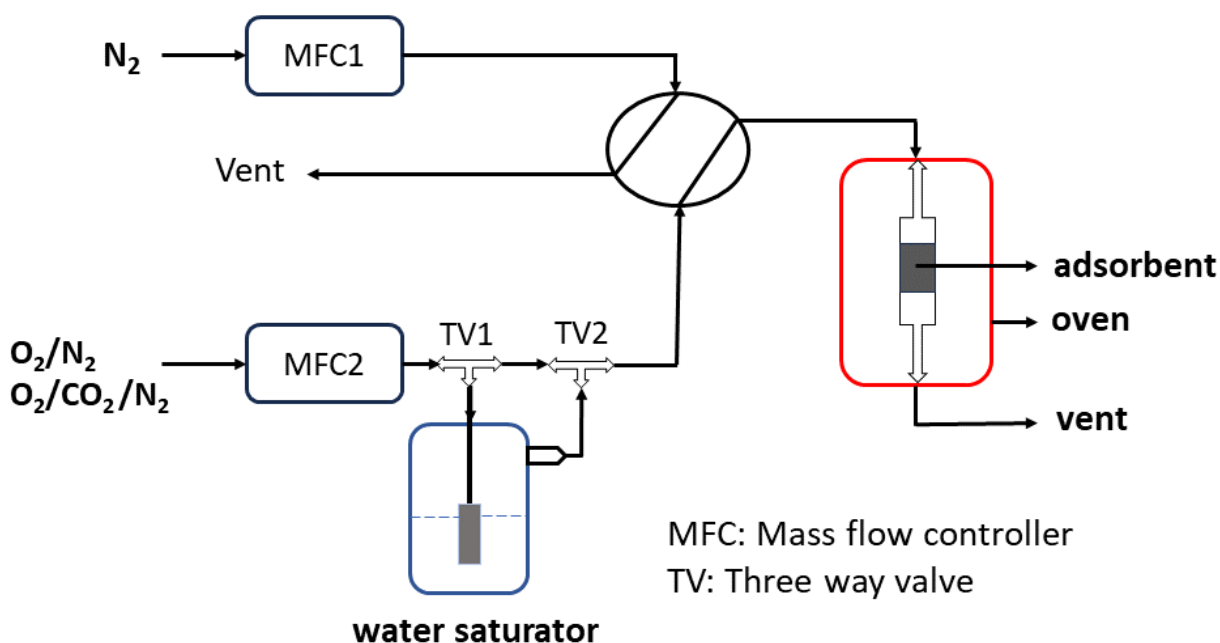 N₂
MFC1
Vent
adsorbent
oven
vent
O₂/N₂
O₂/CO₂/N₂
MFC2
TV1
TV2
water saturator
MFC: Mass flow controller
TV: Three way valve